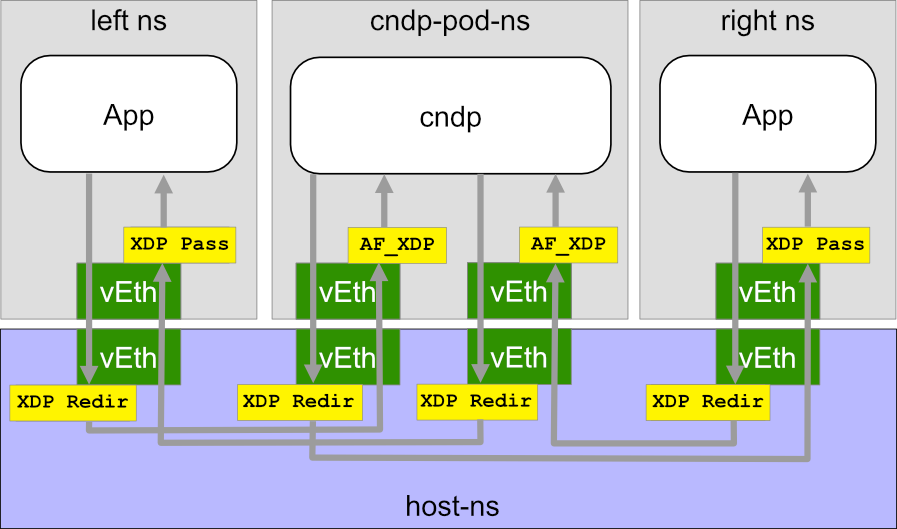 left ns
cndp-pod-ns
right ns
App
cndp
App
XDP Pass
AF_XDP
AF_XDP
XDP Pass
vEth
vEth
vEth
vEth
vEth
vEth
vEth
vEth
XDP Redir
XDP Redir
XDP Redir
XDP Redir
host-ns